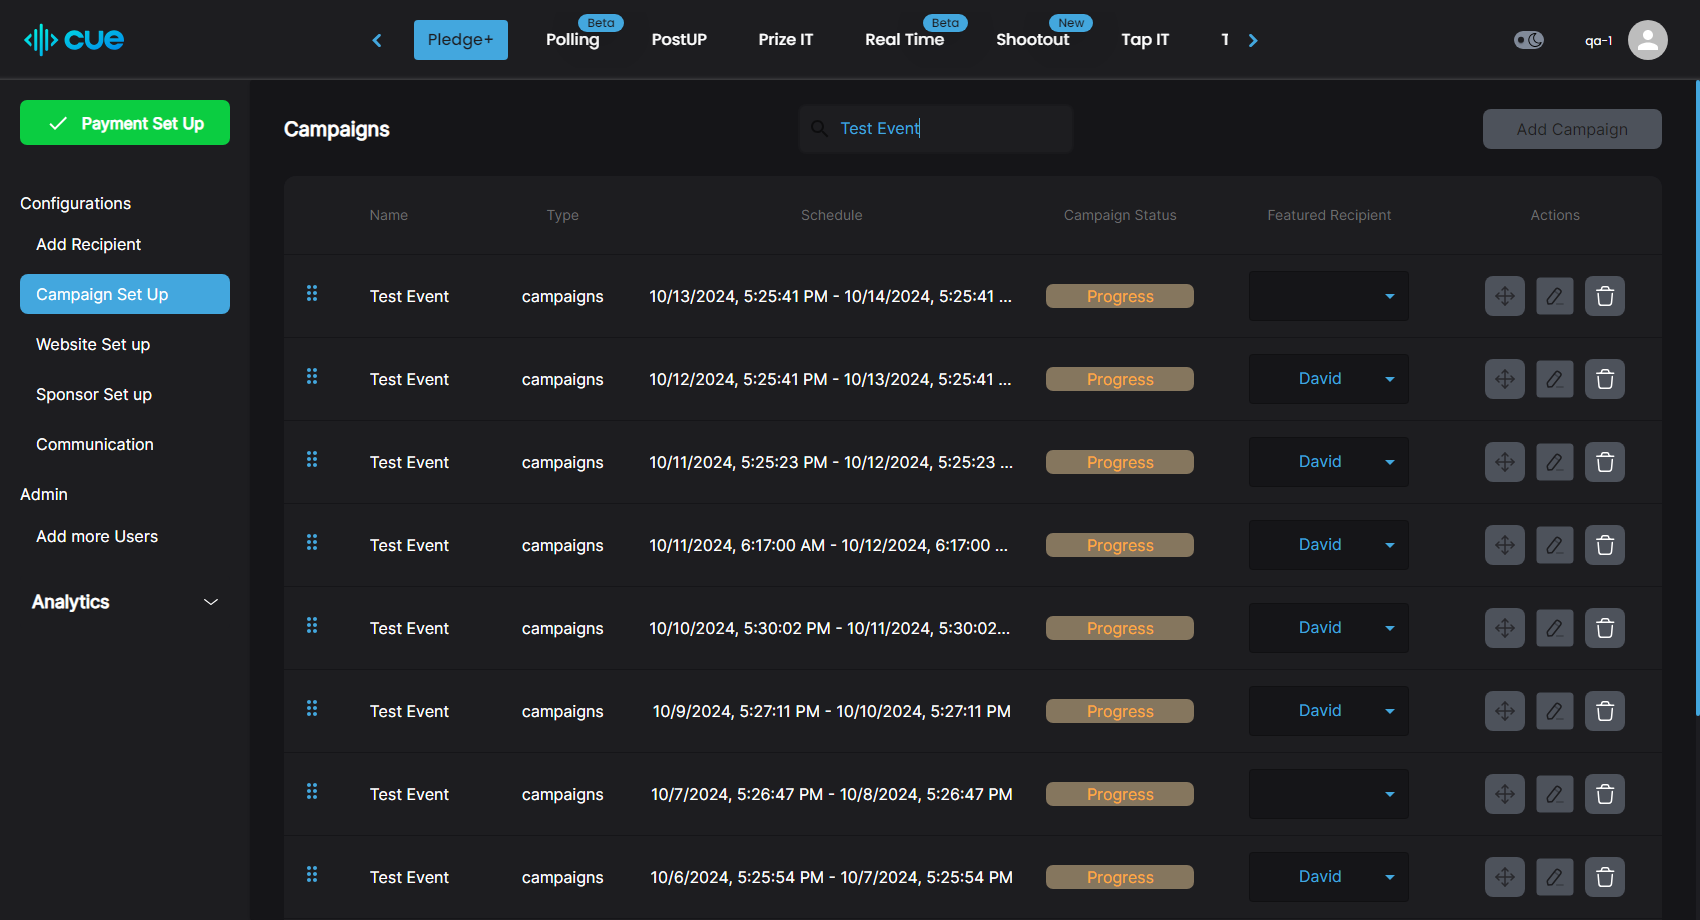 cue
Pledge+
Polling
Beta
PostUP
Prize IT
Real Time
Beta
Shootout
New
Tap IT
T
qa-1
Payment Set Up
Configurations
Add Recipient
Campaign Set Up
Website Set up
Sponsor Set up
Communication
Admin
Add more Users
Analytics
Campaigns
Test Event
Add Campaign
Name Type Schedule Campaign Status Featured Recipient Actions
Test Event campaigns 10/13/2024, 5:25:41 PM - 10/14/2024, 5:25:41 ... Progress
Test Event campaigns 10/12/2024, 5:25:41 PM - 10/13/2024, 5:25:41 ... Progress David
Test Event campaigns 10/11/2024, 5:25:23 PM - 10/12/2024, 5:25:23 ... Progress David
Test Event campaigns 10/11/2024, 6:17:00 AM - 10/12/2024, 6:17:00 ... Progress David
Test Event campaigns 10/10/2024, 5:30:02 PM - 10/11/2024, 5:30:02... Progress David
Test Event campaigns 10/9/2024, 5:27:11 PM - 10/10/2024, 5:27:11 PM Progress David
Test Event campaigns 10/7/2024, 5:26:47 PM - 10/8/2024, 5:26:47 PM Progress
Test Event campaigns 10/6/2024, 5:25:54 PM - 10/7/2024, 5:25:54 PM Progress David